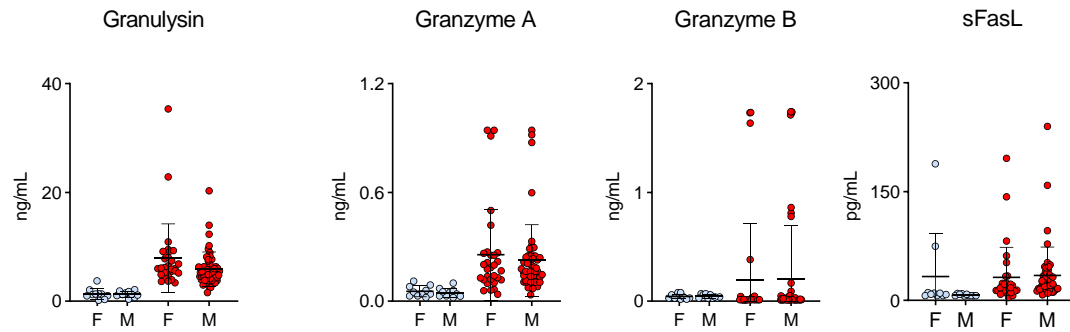 Granulysin
40
20
0
ng/mL
F M F M
Granzyme A
1.2
0.6
0.0
ng/mL
F M F M
Granzyme B
2
1
0
ng/mL
F M F M
sFasL
300
150
0
pg/mL
F M F M